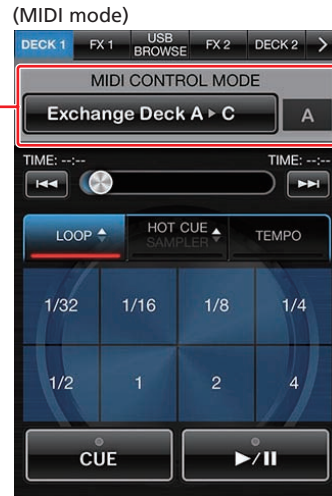 (MIDI mode)
DECK 1 FX 1 USB BROWSE FX 2 DECK 2 >
MIDI CONTROL MODE
Exchange Deck A ▸ C A
TIME: --:-- TIME: --:--
LOOP HOT CUE TEMPO
SAMPLER
1/32 1/16 1/8 1/4
1/2 1 2 4
CUE ►/II